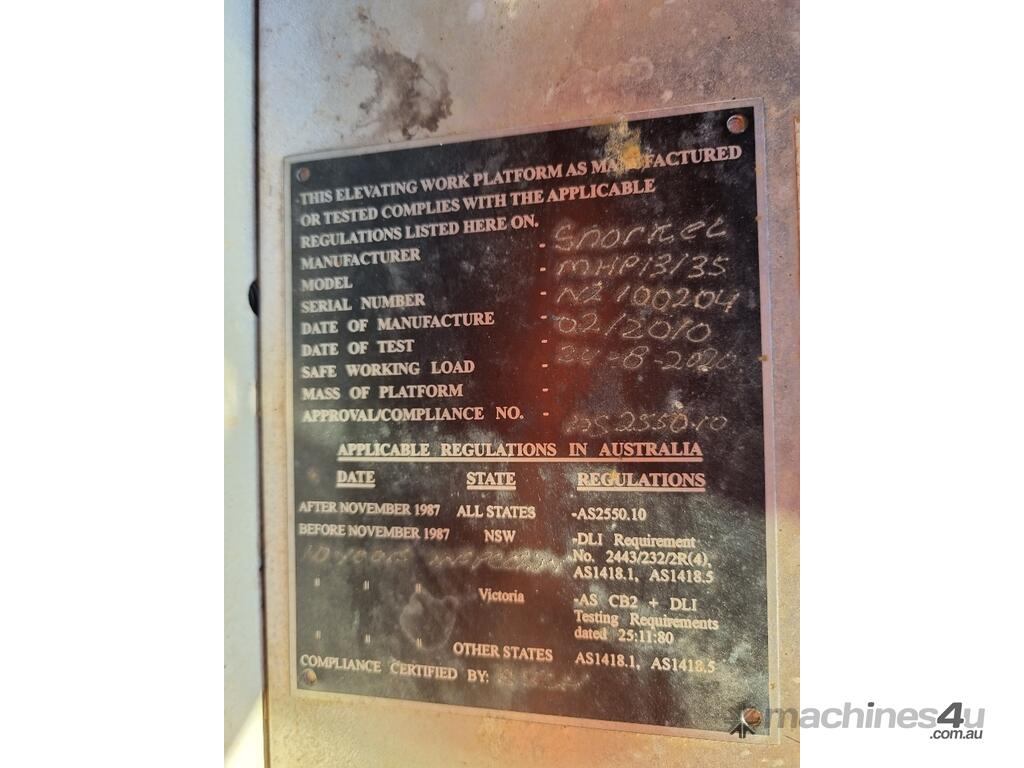 THIS ELEVATING WORK PLATFORM AS MANUFACTURED
OR TESTED COMPLIES WITH THE APPLICABLE
REGULATIONS LISTED HERE ON.
MANUFACTURER - Snorkel
MODEL - MHP13/35
SERIAL NUMBER - NZ100204
DATE OF MANUFACTURE - 02/2010
DATE OF TEST - 24-8-2020
SAFE WORKING LOAD -
MASS OF PLATFORM -
APPROVAL/COMPLIANCE NO. - AS2550.10
APPLICABLE REGULATIONS IN AUSTRALIA
DATE STATE REGULATIONS
AFTER NOVEMBER 1987 ALL STATES -AS2550.10
BEFORE NOVEMBER 1987 NSW -DLI Requirement
No. 2443/232/2R(4),
10 YEAR INSPECTION AS1418.1, AS1418.5
" " " Victoria -AS CB2 + DLI
Testing Requirements
dated 25:11:80
" " " OTHER STATES AS1418.1, AS1418.5
COMPLIANCE CERTIFIED BY:
machines4u
.com.au